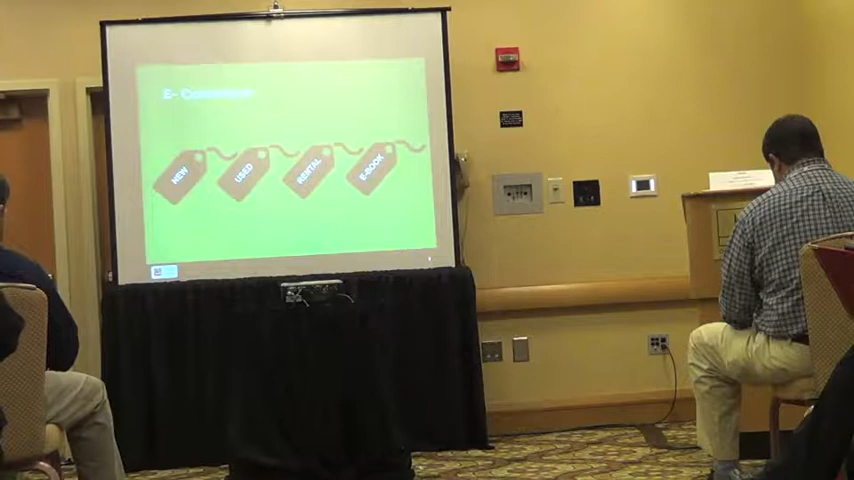 E- Commerce
NEW
USED
RENTAL
E-BOOK